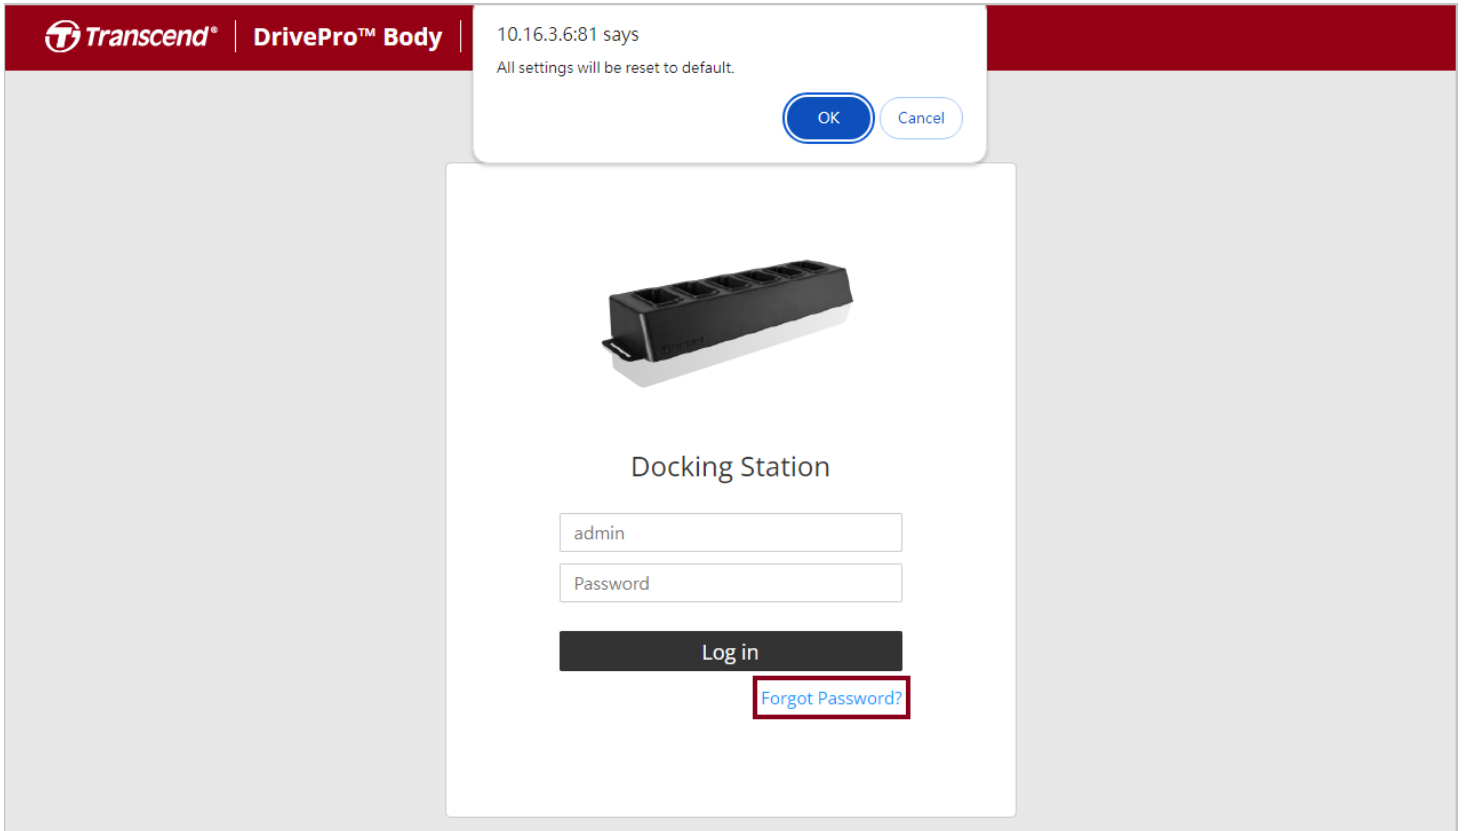 Transcend® | DrivePro™ Body |
10.16.3.6:81 says
All settings will be reset to default.
OK Cancel
Docking Station
admin
Password
Log in
Forgot Password?